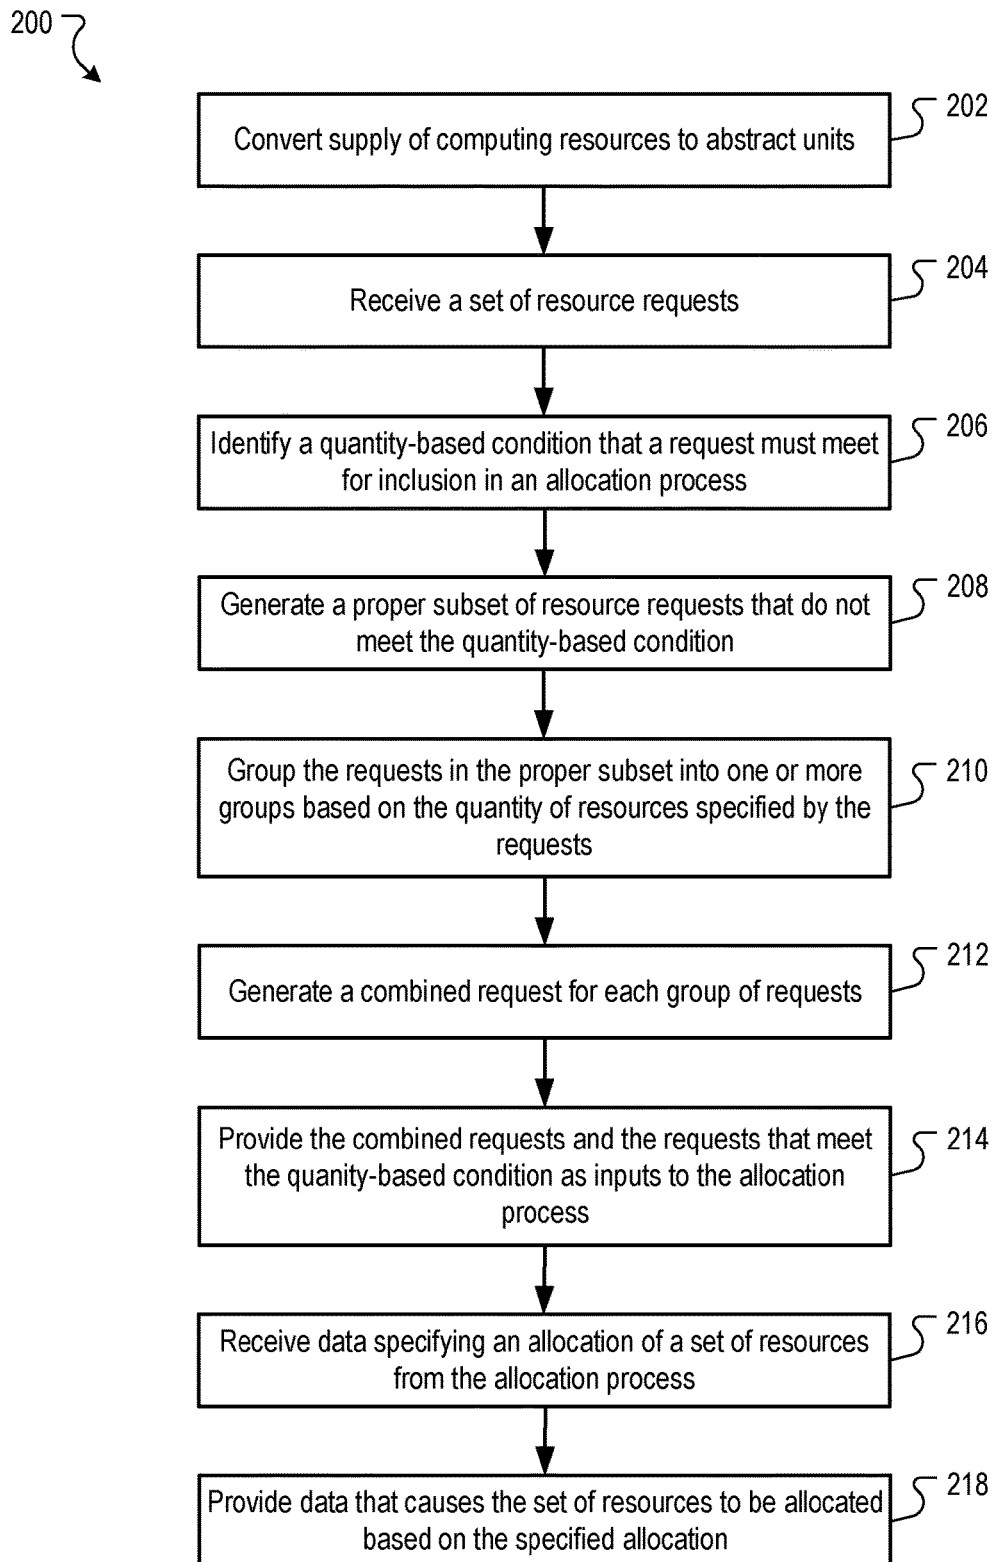 200
202
Convert supply of computing resources to abstract units
204
Receive a set of resource requests
206
Identify a quantity-based condition that a request must meet
for inclusion in an allocation process
208
Generate a proper subset of resource requests that do not
meet the quantity-based condition
210
Group the requests in the proper subset into one or more
groups based on the quantity of resources specified by the
requests
212
Generate a combined request for each group of requests
214
Provide the combined requests and the requests that meet
the quanity-based condition as inputs to the allocation
process
216
Receive data specifying an allocation of a set of resources
from the allocation process
218
Provide data that causes the set of resources to be allocated
based on the specified allocation